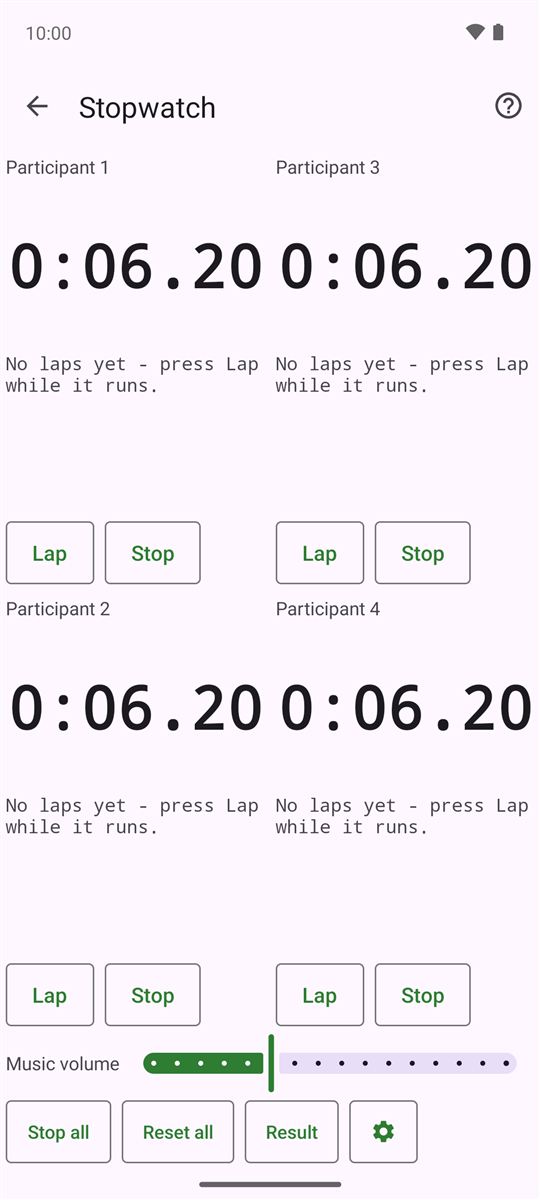 10:00
Stopwatch
Participant 1
0:06.20
No laps yet - press Lap
while it runs.
Lap Stop
Participant 3
0:06.20
No laps yet - press Lap
while it runs.
Lap Stop
Participant 2
0:06.20
No laps yet - press Lap
while it runs.
Lap Stop
Participant 4
0:06.20
No laps yet - press Lap
while it runs.
Lap Stop
Music volume
Stop all Reset all Result